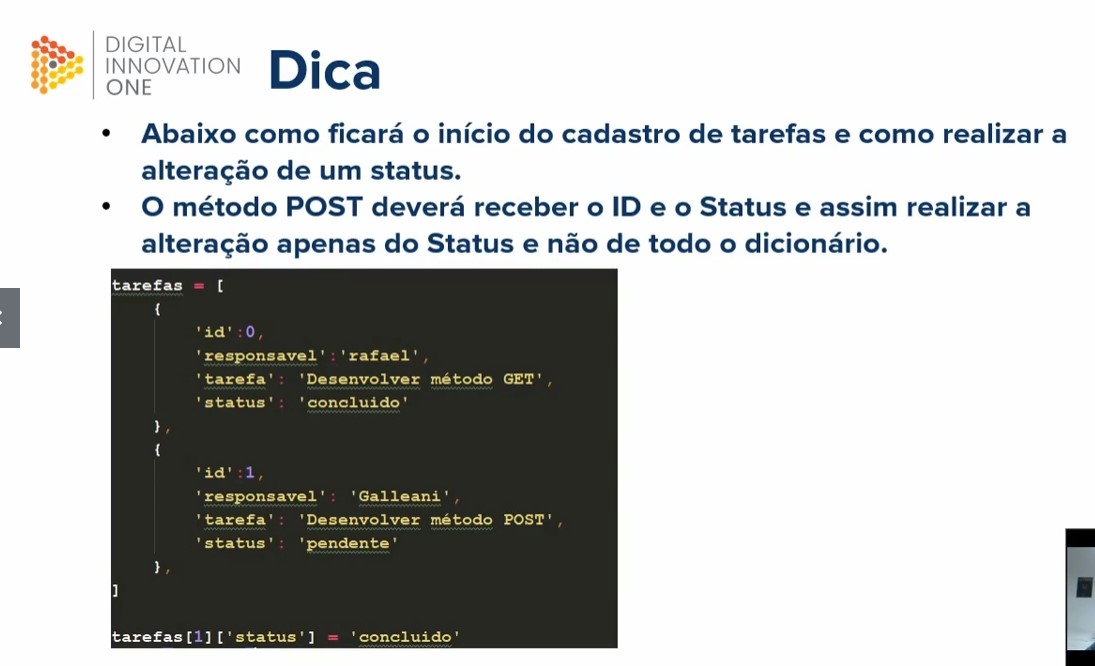 DIGITAL
INNOVATION
ONE
Dica
• Abaixo como ficará o início do cadastro de tarefas e como realizar a
alteração de um status.
• O método POST deverá receber o ID e o Status e assim realizar a
alteração apenas do Status e não de todo o dicionário.
tarefas = [
{
'id':0,
'responsavel':'rafael',
'tarefa': 'Desenvolver método GET',
'status': 'concluido'
},
{
'id':1,
'responsavel': 'Galleani',
'tarefa': 'Desenvolver método POST',
'status': 'pendente'
},
]
tarefas[1]['status'] = 'concluido'